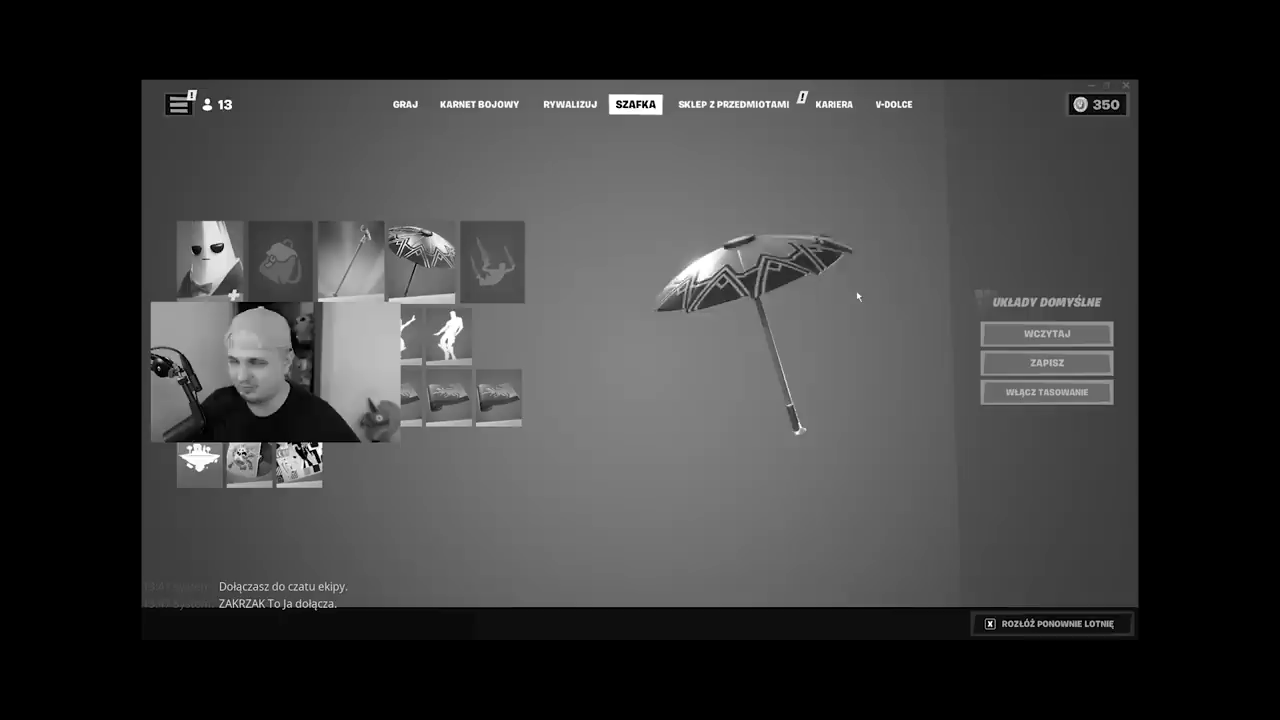 13
GRAJ
KARNET BOJOWY
RYWALIZUJ
SZAFKA
SKLEP Z PRZEDMIOTAMI
KARIERA
V-DOLCE
350
UKŁADY DOMYŚLNE
WCZYTAJ
ZAPISZ
WŁĄCZ TASOWANIE
Dołączasz do czatu ekipy.
ZAKRZAK To Ja dołącza.
X ROZŁÓŻ PONOWNIE LOTNIĘ